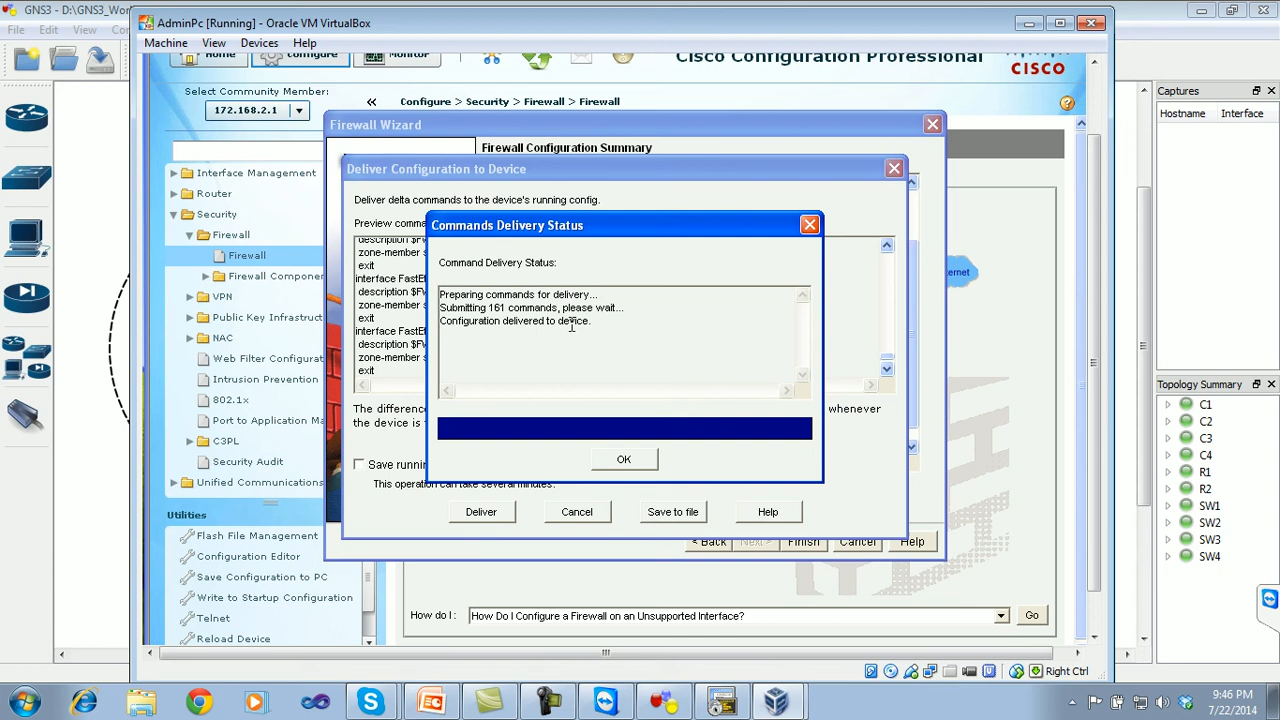 GNS3 - D:\GNS3_Wor
AdminPc [Running] - Oracle VM VirtualBox
File
Edit
View
Machine
View
Devices
Help
Home
Configure
Monitor
Cisco Configuration Professional
CISCO
Select Community Member:
172.168.2.1
«
Configure > Security > Firewall > Firewall
Captures
Hostname
Interface
Interface Management
Router
Security
Firewall
Firewall
Firewall Compone
VPN
Public Key Infrastruct
NAC
Web Filter Configurat
Intrusion Prevention
802.1x
Port to Application Ma
C3PL
Security Audit
Unified Communications
Utilities
Flash File Management
Configuration Editor
Save Configuration to PC
Write to Startup Configuration
Telnet
Reload Device
Firewall Wizard
Firewall Configuration Summary
Deliver Configuration to Device
Deliver delta commands to the device's running config.
Preview comma
description $FW
zone-member s
exit
interface FastEt
description $FW
zone-member s
exit
interface FastEt
description $FW
zone-member s
exit
The differenc
whenever
the device is t
Save runnin
This operation can take several minutes.
Deliver
Cancel
Save to file
Help
Commands Delivery Status
Command Delivery Status:
Preparing commands for delivery...
Submitting 161 commands, please wait...
Configuration delivered to device.
OK
ernet
< Back
Next >
Finish
Cancel
Help
How do I :
How Do I Configure a Firewall on an Unsupported Interface?
Go
Topology Summary
C1
C2
C3
C4
R1
R2
SW1
SW2
SW3
SW4
Right Ctrl
9:46 PM
7/22/2014